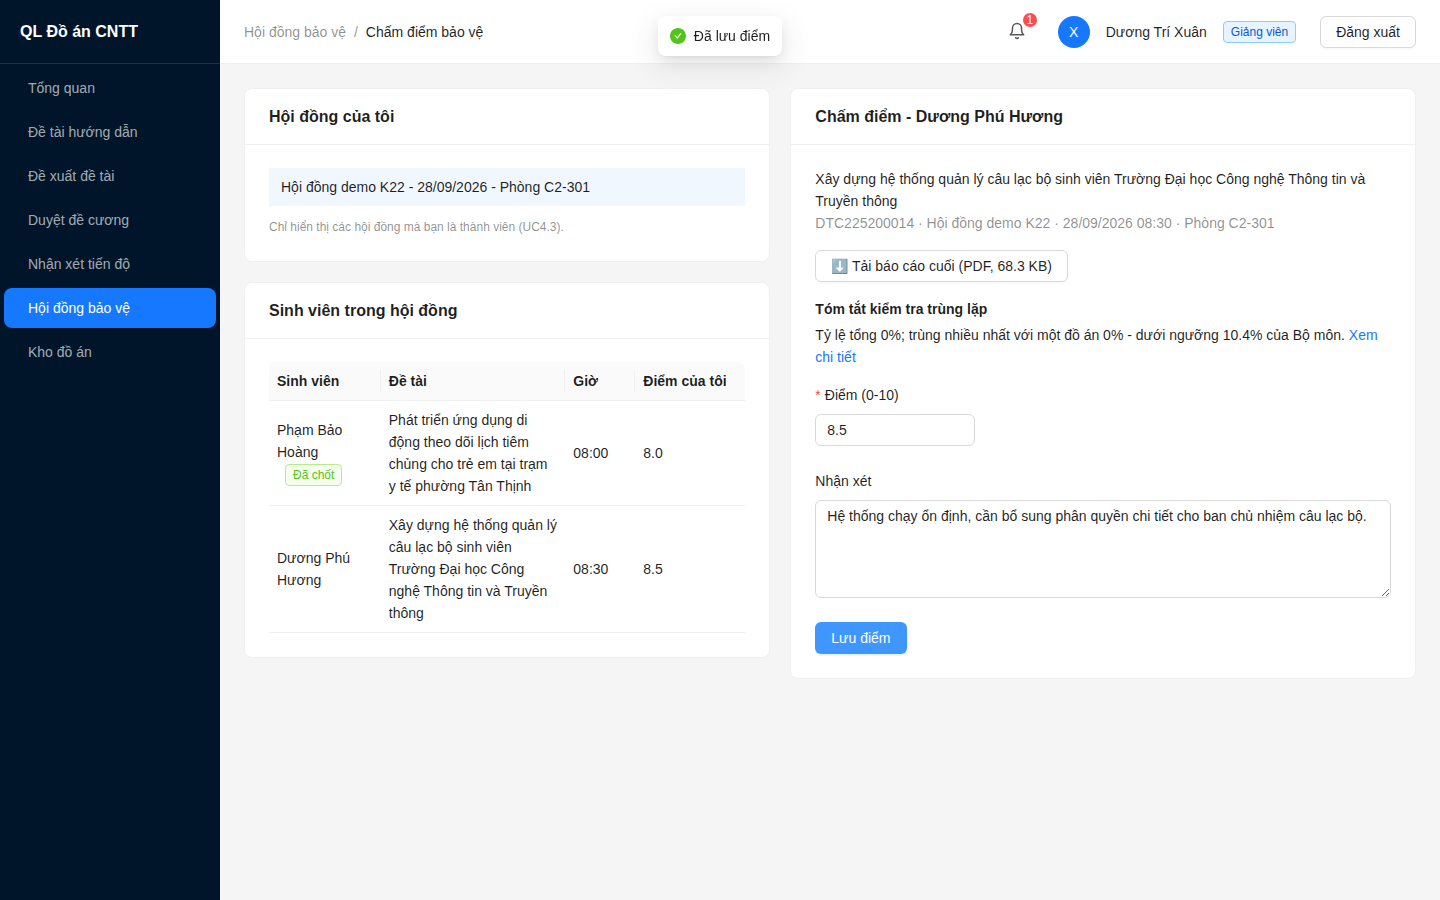 QL Đồ án CNTT
Tổng quan
Đề tài hướng dẫn
Đề xuất đề tài
Duyệt đề cương
Nhận xét tiến độ
Hội đồng bảo vệ
Kho đồ án
Hội đồng bảo vệ / Chấm điểm bảo vệ
Đã lưu điểm
1
X
Dương Trí Xuân
Giảng viên
Đăng xuất
Hội đồng của tôi
Hội đồng demo K22 - 28/09/2026 - Phòng C2-301
Chỉ hiển thị các hội đồng mà bạn là thành viên (UC4.3).
Sinh viên trong hội đồng
Sinh viên Đề tài Giờ Điểm của tôi
Phạm Bảo
Hoàng
Đã chốt
Phát triển ứng dụng di
động theo dõi lịch tiêm
chủng cho trẻ em tại trạm
y tế phường Tân Thịnh
08:00
8.0
Dương Phú
Hương
Xây dựng hệ thống quản lý
câu lạc bộ sinh viên
Trường Đại học Công
nghệ Thông tin và Truyền
thông
08:30
8.5
Chấm điểm - Dương Phú Hương
Xây dựng hệ thống quản lý câu lạc bộ sinh viên Trường Đại học Công nghệ Thông tin và
Truyền thông
DTC225200014 · Hội đồng demo K22 · 28/09/2026 08:30 · Phòng C2-301
⬇️ Tải báo cáo cuối (PDF, 68.3 KB)
Tóm tắt kiểm tra trùng lặp
Tỷ lệ tổng 0%; trùng nhiều nhất với một đồ án 0% - dưới ngưỡng 10.4% của Bộ môn. Xem
chi tiết
* Điểm (0-10)
8.5
Nhận xét
Hệ thống chạy ổn định, cần bổ sung phân quyền chi tiết cho ban chủ nhiệm câu lạc bộ.
Lưu điểm